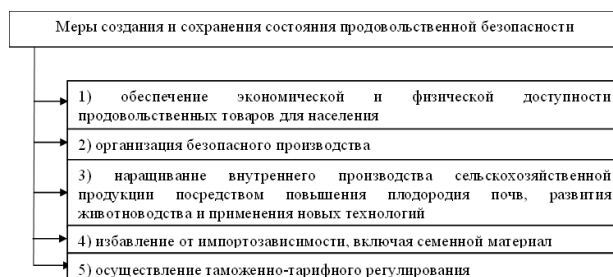 Меры создания и сохранения состояния продовольственной безопасности
1) обеспечение экономической и физической доступности
продовольственных товаров для населения
2) организация безопасного производства
3) наращивание внутреннего производства сельскохозяйственной
продукции посредством повышения плодородия почв, развития
животноводства и применения новых технологий
4) избавление от импортозависимости, включая семенной материал
5) осуществление таможенно-тарифного регулирования